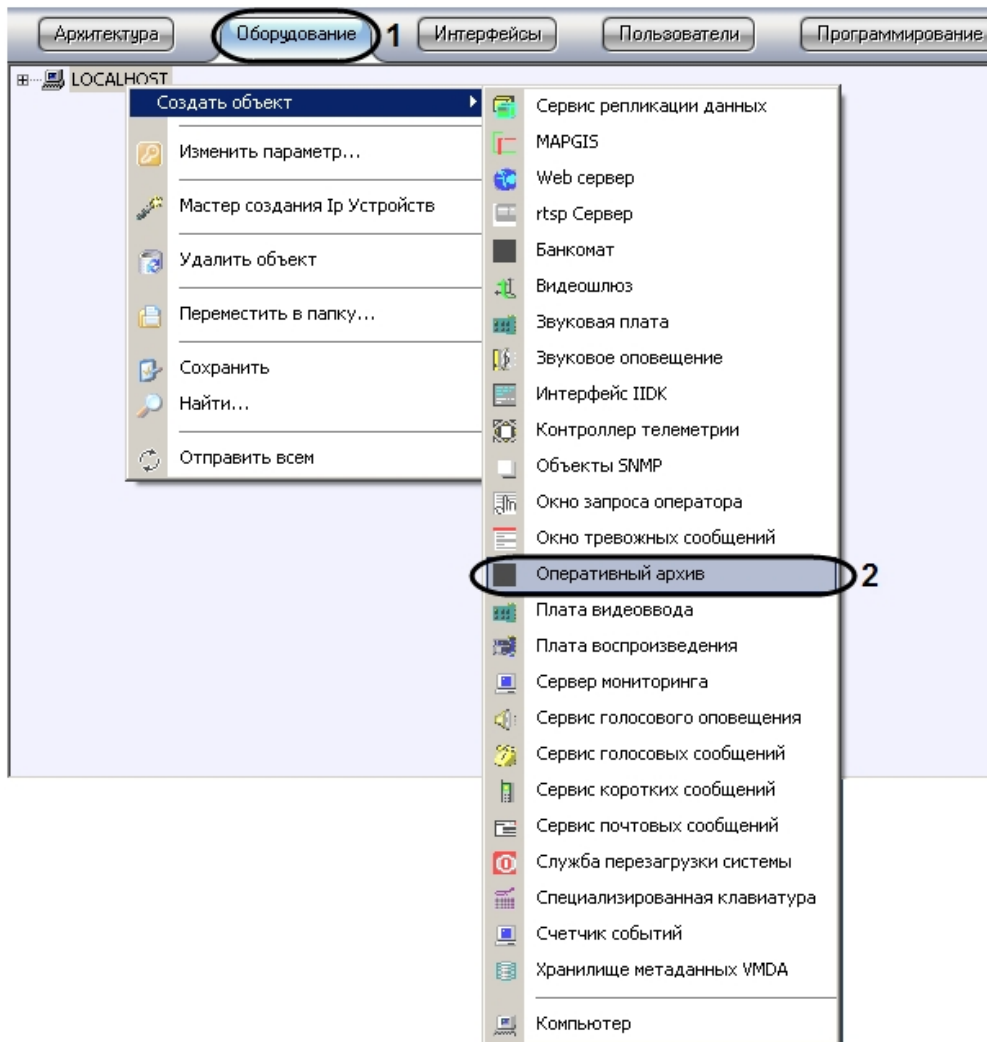 Архитектура Оборудование 1 Интерфейсы Пользователи Программирование
LOCALHOST
Создать объект
Изменить параметр...
Мастер создания Ip Устройств
Удалить объект
Переместить в папку...
Сохранить
Найти...
Отправить всем
Сервис репликации данных
MAPGIS
Web сервер
rtsp Сервер
Банкомат
Видеошлюз
Звуковая плата
Звуковое оповещение
Интерфейс IIDK
Контроллер телеметрии
Объекты SNMP
Окно запроса оператора
Окно тревожных сообщений
Оперативный архив 2
Плата видеоввода
Плата воспроизведения
Сервер мониторинга
Сервис голосового оповещения
Сервис голосовых сообщений
Сервис коротких сообщений
Сервис почтовых сообщений
Служба перезагрузки системы
Специализированная клавиатура
Счетчик событий
Хранилище метаданных VMDA
Компьютер